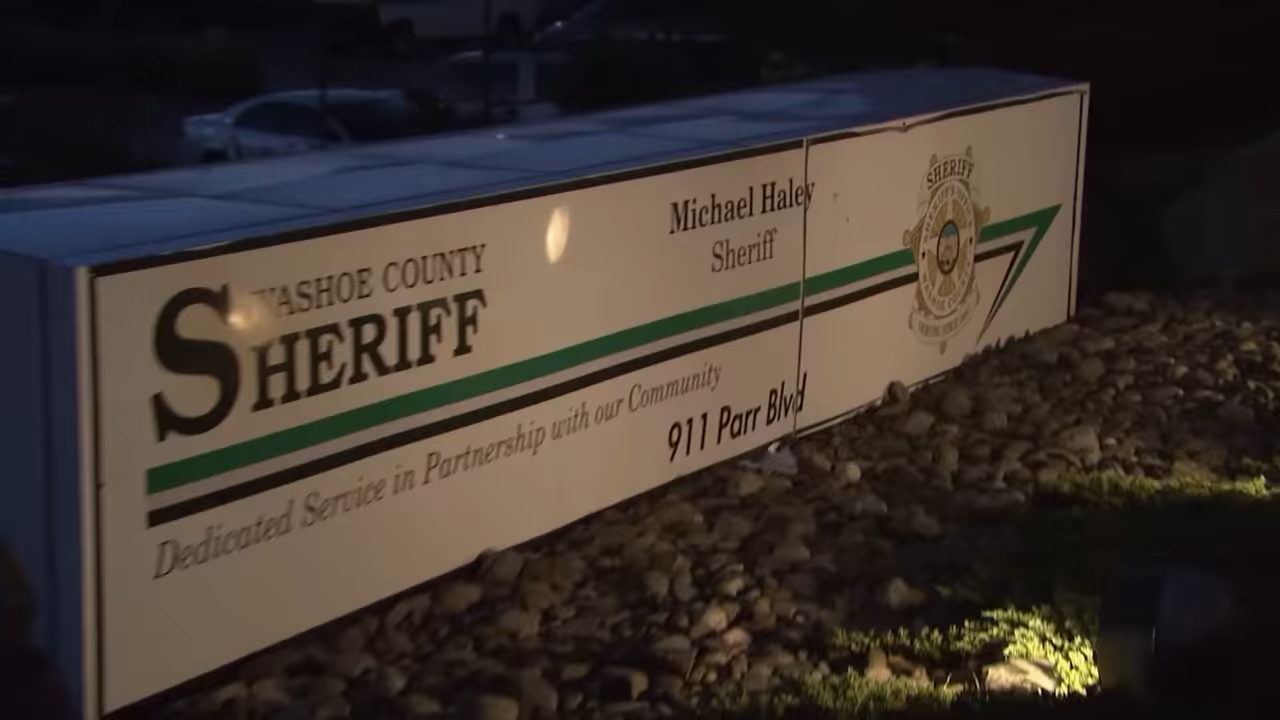 WASHOE COUNTY
SHERIFF
Michael Haley
Sheriff
Dedicated Service in Partnership with our Community
911 Parr Blvd
SHERIFF